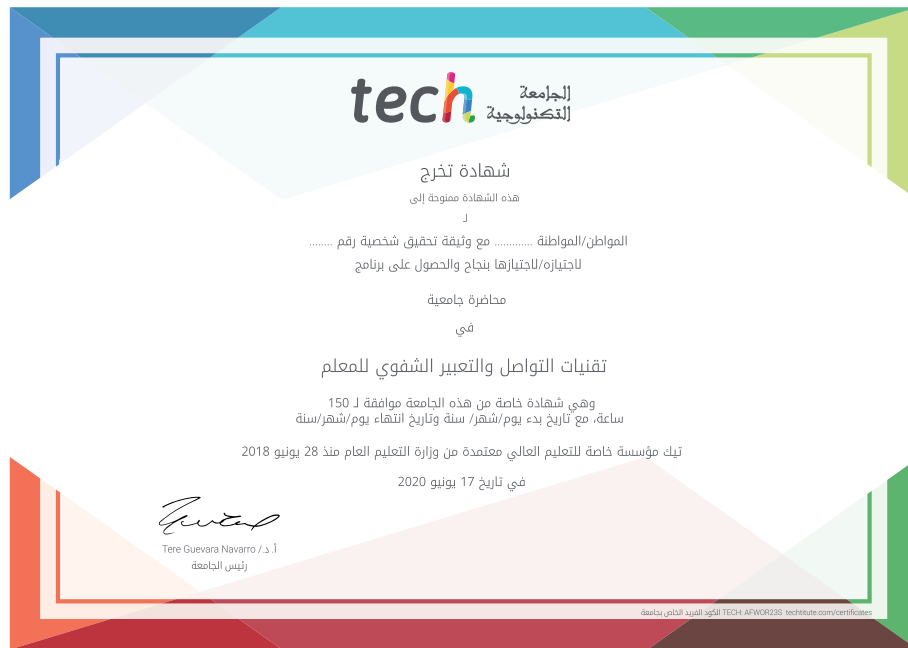 tech الجامعة
التكنولوجية
شهادة تخرج
هذه الشهادة ممنوحة إلى
لـ
المواطن/المواطنة ............ مع وثيقة تحقيق شخصية رقم ........
لاجتيازه/لاجتيازها بنجاح والحصول على برنامج
محاضرة جامعية
في
تقنيات التواصل والتعبير الشفوي للمعلم
وهي شهادة خاصة من هذه الجامعة موافقة لـ 150
ساعة، مع تاريخ بدء يوم/شهر/ سنة وتاريخ انتهاء يوم/شهر/سنة
تيك مؤسسة خاصة للتعليم العالي معتمدة من وزارة التعليم العام منذ 28 يونيو 2018
في تاريخ 17 يونيو 2020
أ. د./ Tere Guevara Navarro
رئيس الجامعة
الكود الفريد الخاص بجامعة TECH: AFWOR23S techtitute.com/certificates